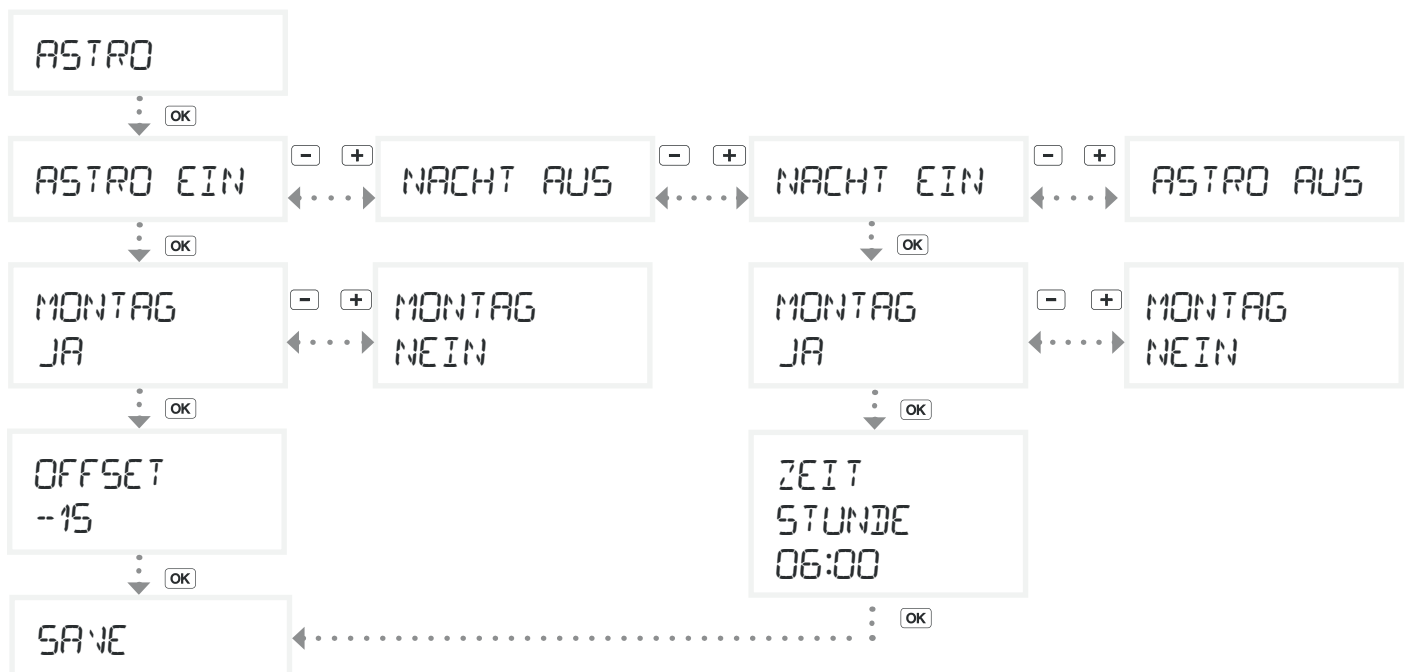 ASTRO
OK
ASTRO EIN
- +
NACHT AUS
- +
NACHT EIN
- +
ASTRO AUS
OK
OK
MONTAG
JA
- +
MONTAG
NEIN
MONTAG
JA
- +
MONTAG
NEIN
OK
OK
OFFSET
-15
ZEIT
STUNDE
06:00
OK
OK
SAVE